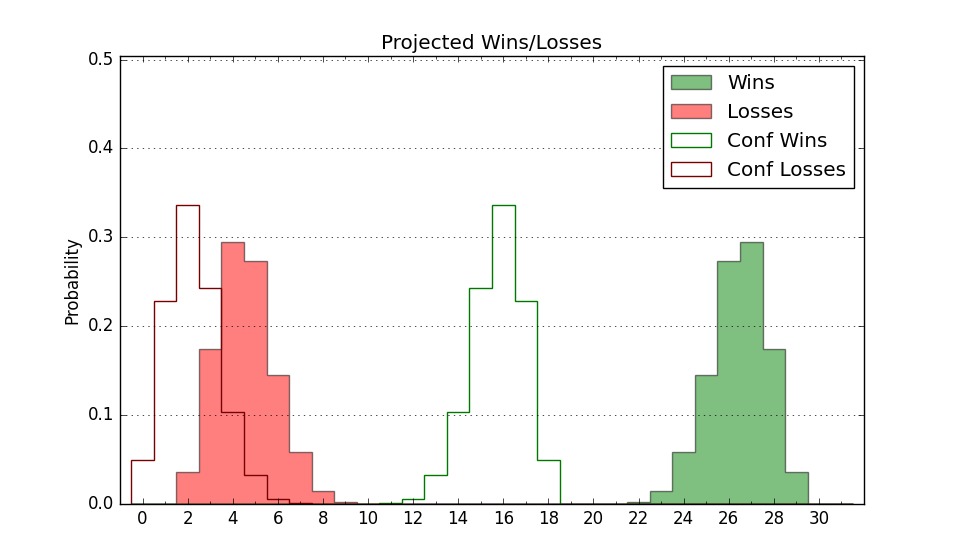 Projected Wins/Losses
0.5
0.4
0.3
0.2
0.1
0.0
Probability
Wins
Losses
Conf Wins
Conf Losses
0 2 4 6 8 10 12 14 16 18 20 22 24 26 28 30